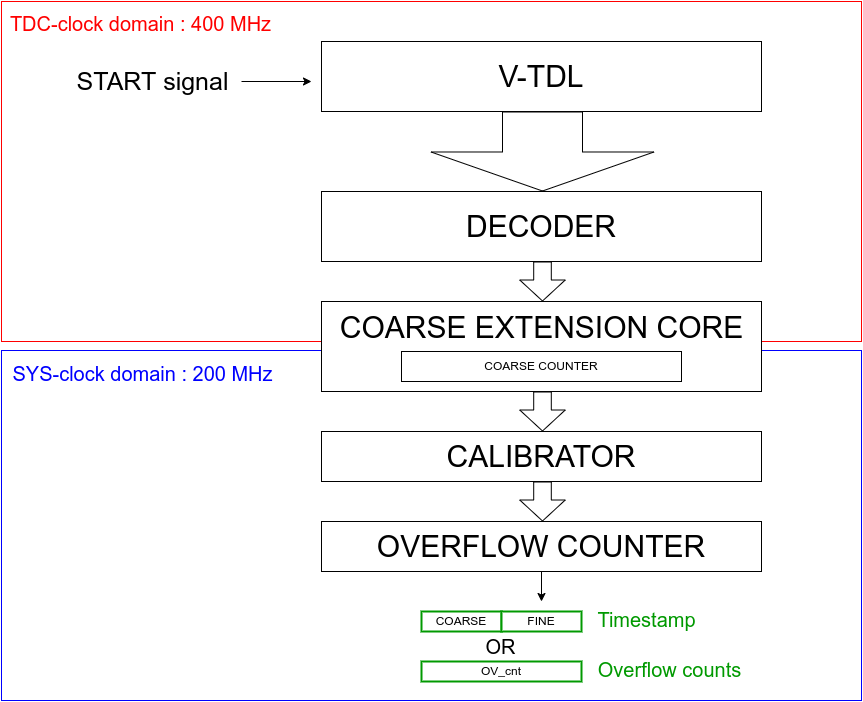 TDC-clock domain : 400 MHz
START signal
V-TDL
DECODER
COARSE EXTENSION CORE
COARSE COUNTER
SYS-clock domain : 200 MHz
CALIBRATOR
OVERFLOW COUNTER
COARSE FINE Timestamp
OR
OV_cnt Overflow counts